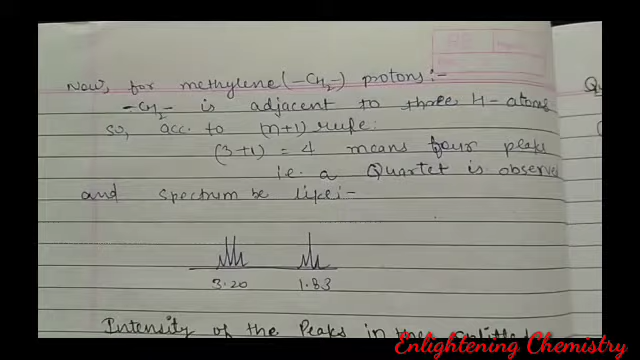 Now, for methylene (-CH2-) protons:-
-CH2- is adjacent to three H-atoms
so, acc. to (n+1) rule:
(3+1) = 4 means four peaks
i.e. a Quartet is observed
and spectrum be like:-
3.20 1.83
Intensity of the Peaks in the
Enlightening Chemistry